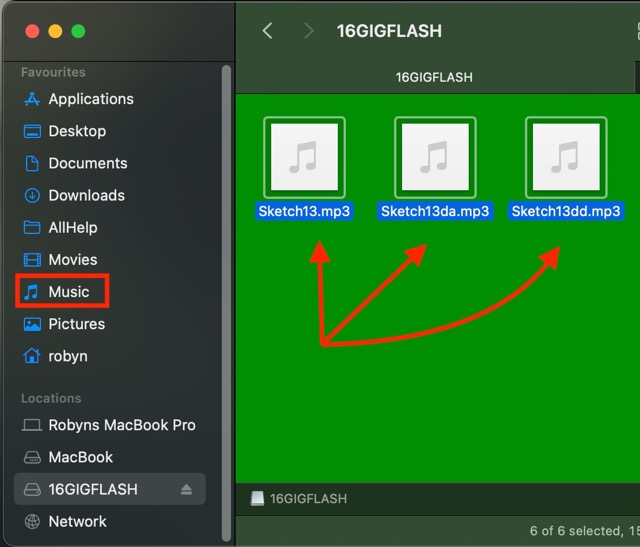 Favourites
Applications
Desktop
Documents
Downloads
AllHelp
Movies
Music
Pictures
robyn
Locations
Robyns MacBook Pro
MacBook
16GIGFLASH
Network
16GIGFLASH
16GIGFLASH
Sketch13.mp3
Sketch13da.mp3
Sketch13dd.mp3
16GIGFLASH
6 of 6 selected, 15